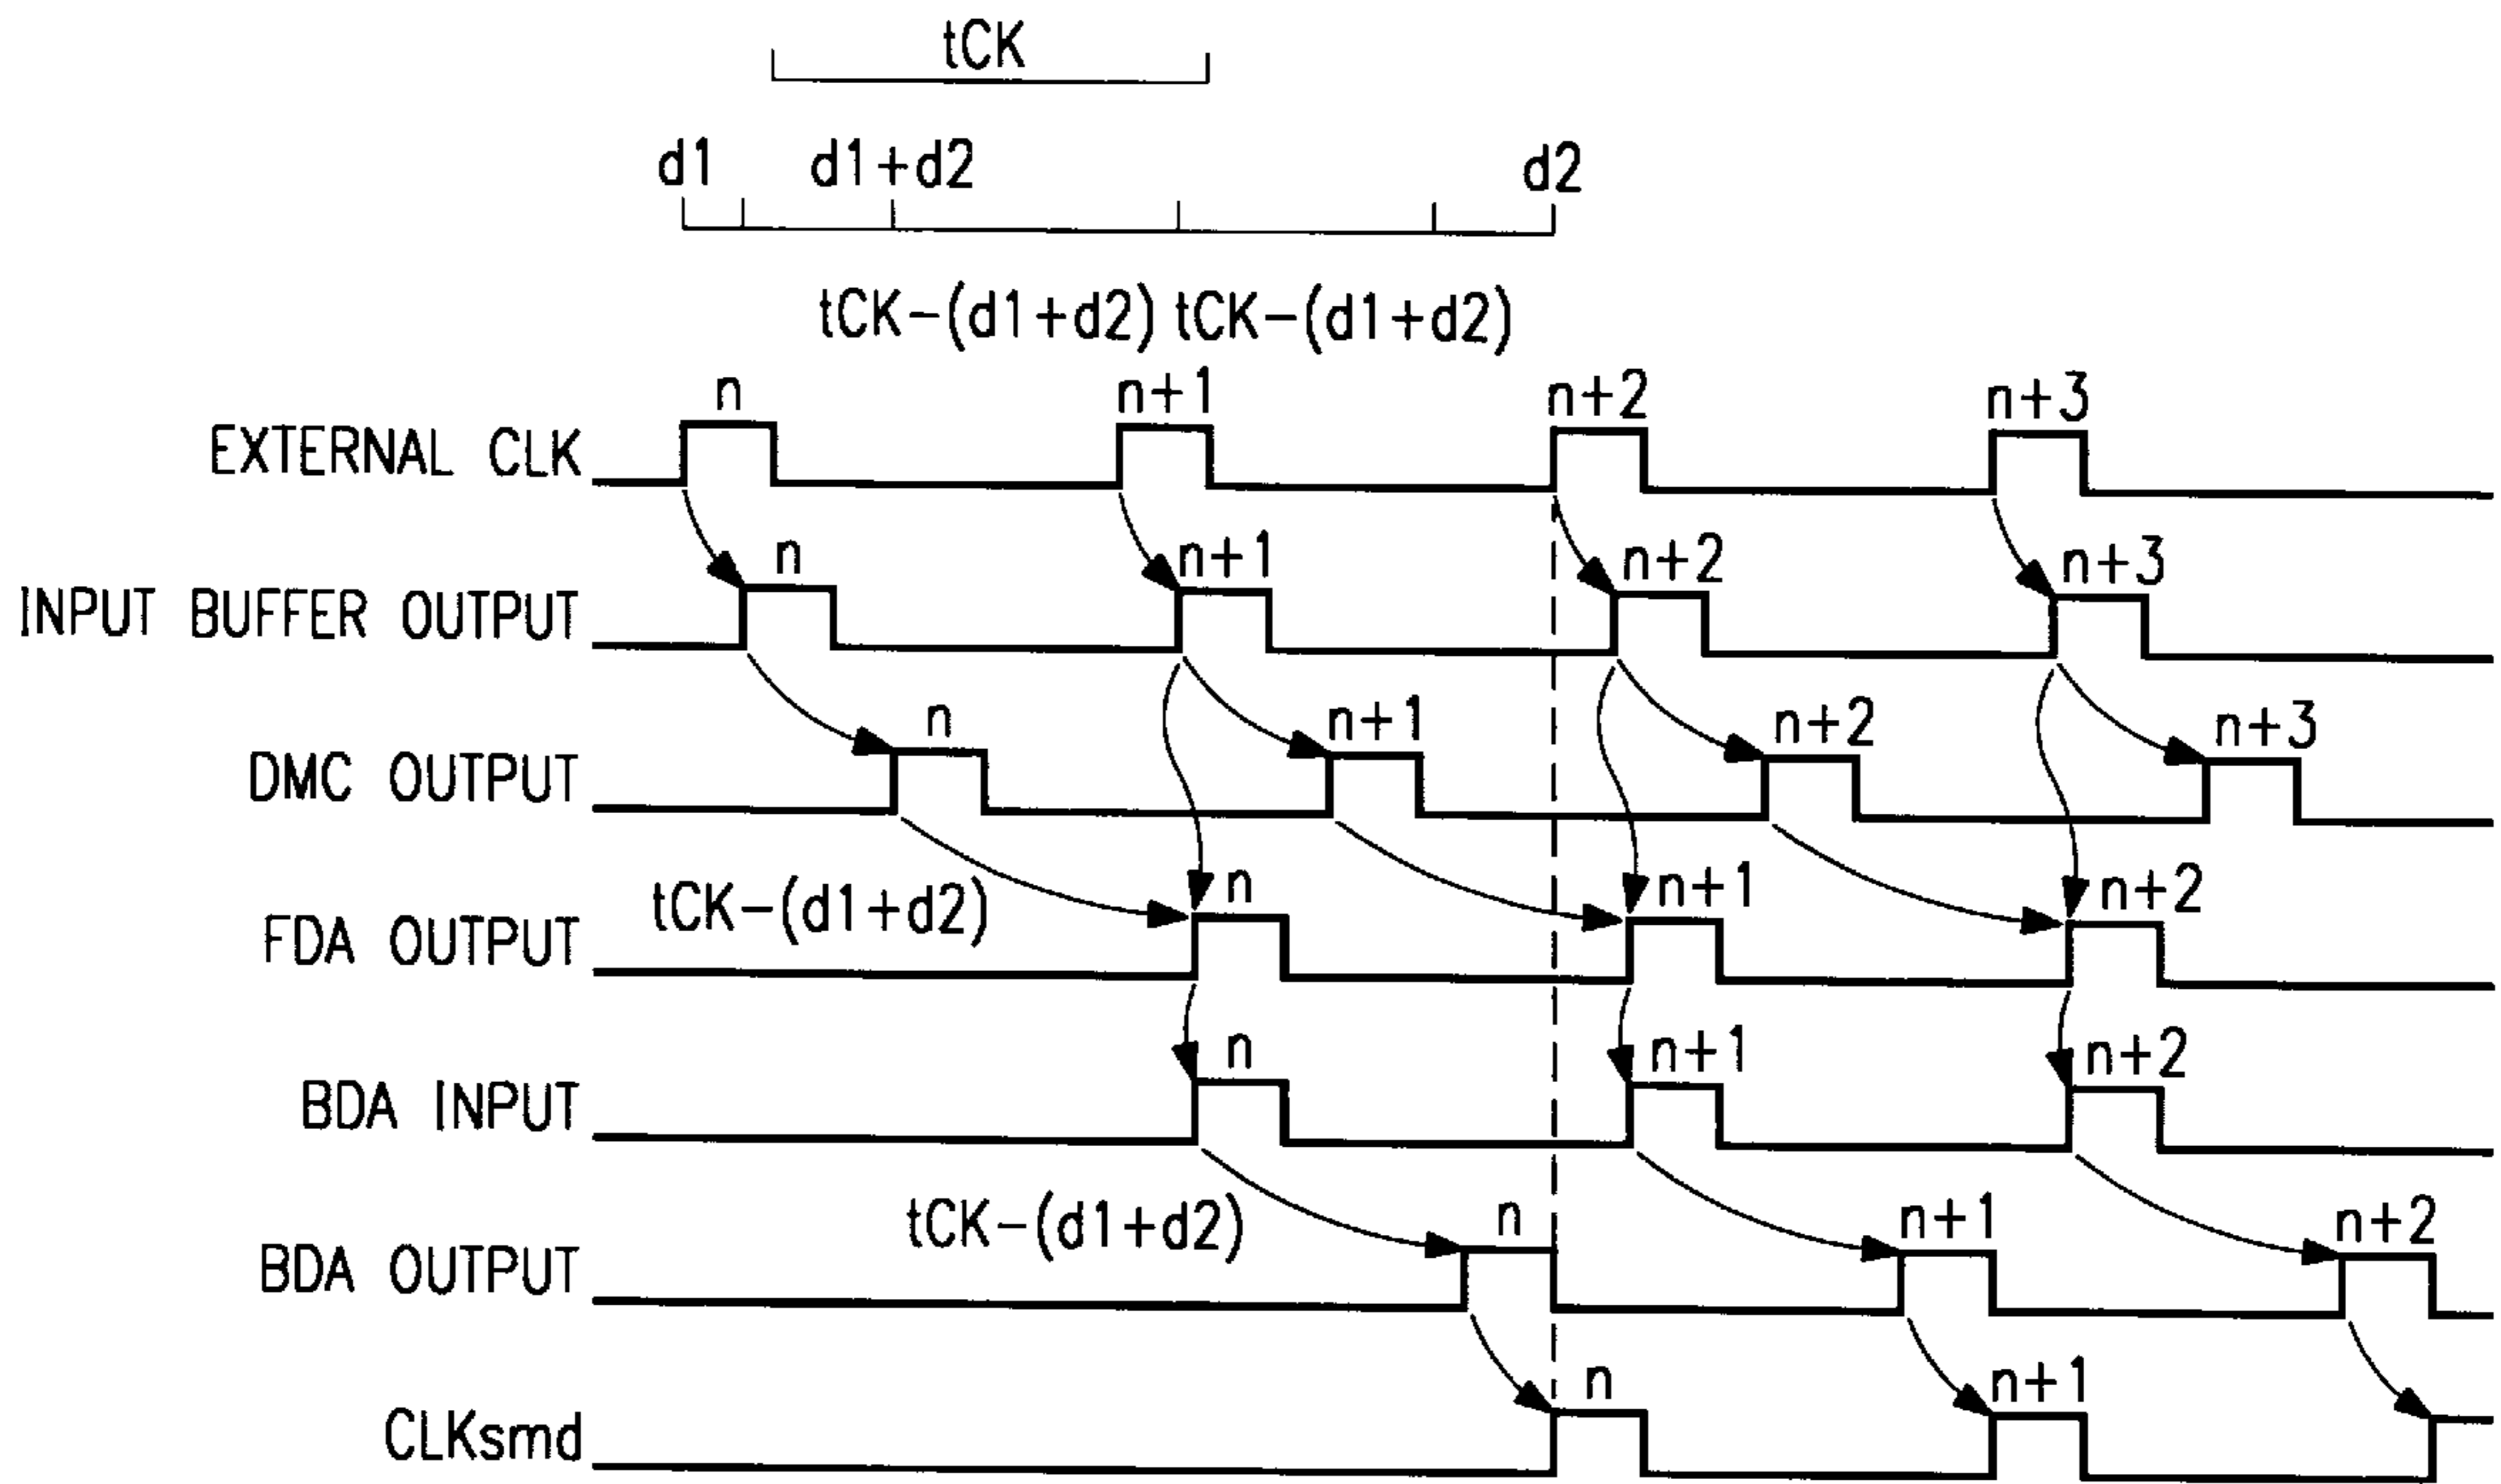 tCK
d1 d1+d2 d2
tCK-(d1+d2) tCK-(d1+d2)
n n+1 n+2 n+3
EXTERNAL CLK
n n+1 n+2 n+3
INPUT BUFFER OUTPUT
n n+1 n+2 n+3
DMC OUTPUT
tCK-(d1+d2) n n+1 n+2
FDA OUTPUT
n n+1 n+2
BDA INPUT
tCK-(d1+d2) n n+1 n+2
BDA OUTPUT
n n+1
CLKsmd